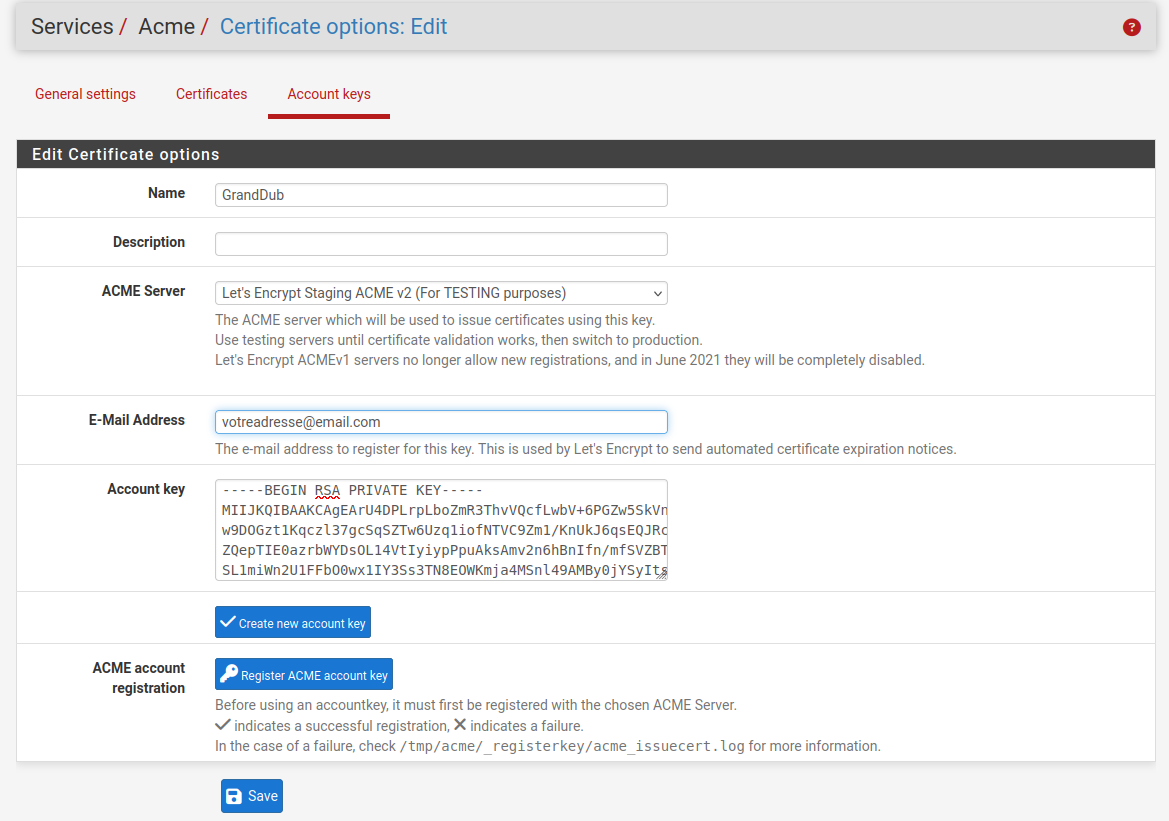 Services / Acme / Certificate options: Edit
?
General settings Certificates Account keys
Edit Certificate options
Name GrandDub
Description
ACME Server Let's Encrypt Staging ACME v2 (For TESTING purposes)
The ACME server which will be used to issue certificates using this key.
Use testing servers until certificate validation works, then switch to production.
Let's Encrypt ACMEv1 servers no longer allow new registrations, and in June 2021 they will be completely disabled.
E-Mail Address votreadresse@email.com
The e-mail address to register for this key. This is used by Let's Encrypt to send automated certificate expiration notices.
Account key -----BEGIN RSA PRIVATE KEY-----
MIIJKQIBAAKCAgEArU4DPLrpLboZmR3ThvVQcfLwbV+6PGZw5SkVn
w9DOGzt1Kqczl37gcSqSZTw6Uzq1iofNTVC9Zm1/KnUkJ6qsEQJRc
ZQepTIE0azrbWYDsOL14VtIyiypPpuAksAmv2n6hBnIfn/mfSVZBT
SL1miWn2U1FFbO0wx1IY3Ss3TN8EOWKmja4MSnl49AMBy0jYSyIts
Create new account key
ACME account
registration
Register ACME account key
Before using an accountkey, it must first be registered with the chosen ACME Server.
✓ indicates a successful registration, ✕ indicates a failure.
In the case of a failure, check /tmp/acme/_registerkey/acme_issuecert.log for more information.
Save